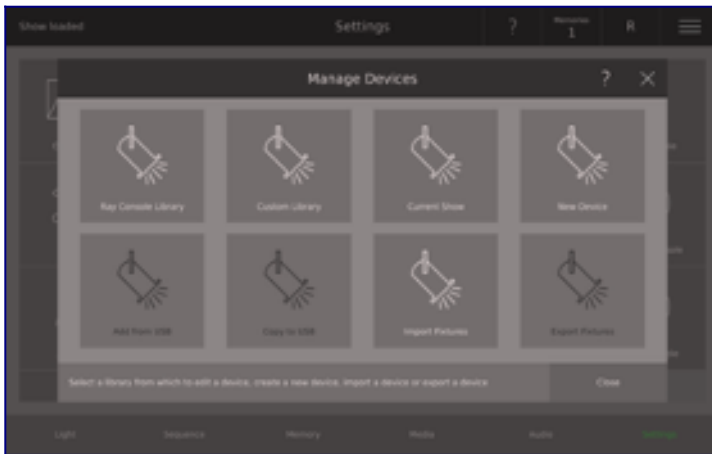 Show loaded
Settings
?
Memories
1
R
Manage Devices
?
Ray Console Library
Custom Library
Current Show
New Device
Add from USB
Copy to USB
Import Fixtures
Export Fixtures
Select a library from which to edit a device, create a new device, import a device or export a device
Close
Light
Sequence
Memory
Media
Audio
Settings